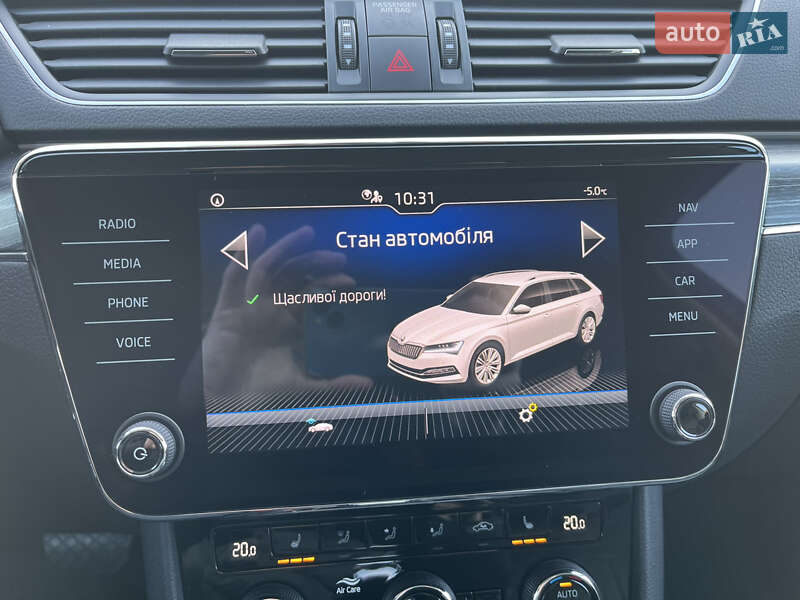 PASSENGER
AIR BAG
auto RIA
.com
10:31
-5.0°C
RADIO
MEDIA
PHONE
VOICE
Стан автомобіля
Щасливої дороги!
NAV
APP
CAR
MENU
20.0
20.0
Air Care
AUTO